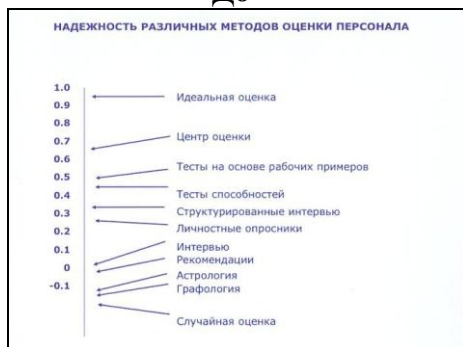 До
НАДЕЖНОСТЬ РАЗЛИЧНЫХ МЕТОДОВ ОЦЕНКИ ПЕРСОНАЛА
1.0
Идеальная оценка
0.9
0.8
0.7
Центр оценки
0.6
Тесты на основе рабочих примеров
0.5
0.4
Тесты способностей
0.3
Структурированные интервью
0.2
Личностные опросники
0.1
Интервью
0
Рекомендации
-0.1
Астрология
Графология
Случайная оценка